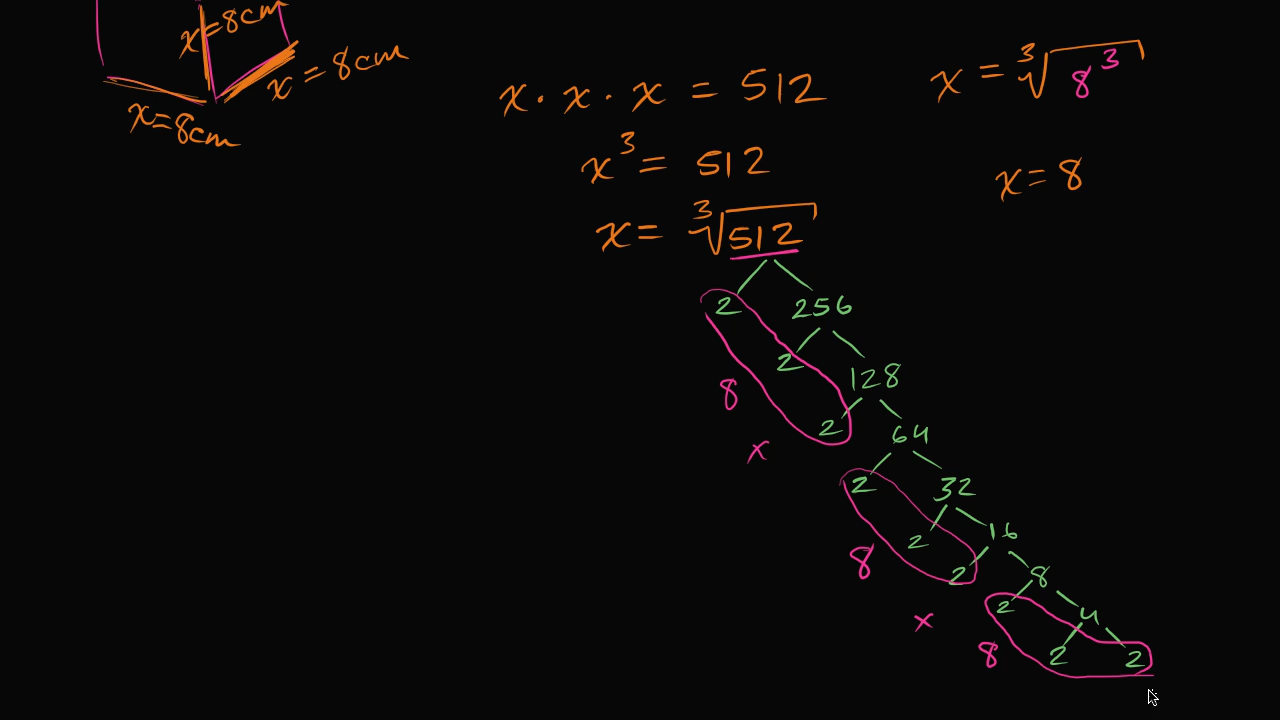 x=8cm
x=8cm
x=8cm
x · x · x = 512
x³ = 512
x = ∛512
2 256
2 128
2 64
2 32
2 16
2 8
2 4
2 2
8
x
8
x
8
x = ∛8³
x=8